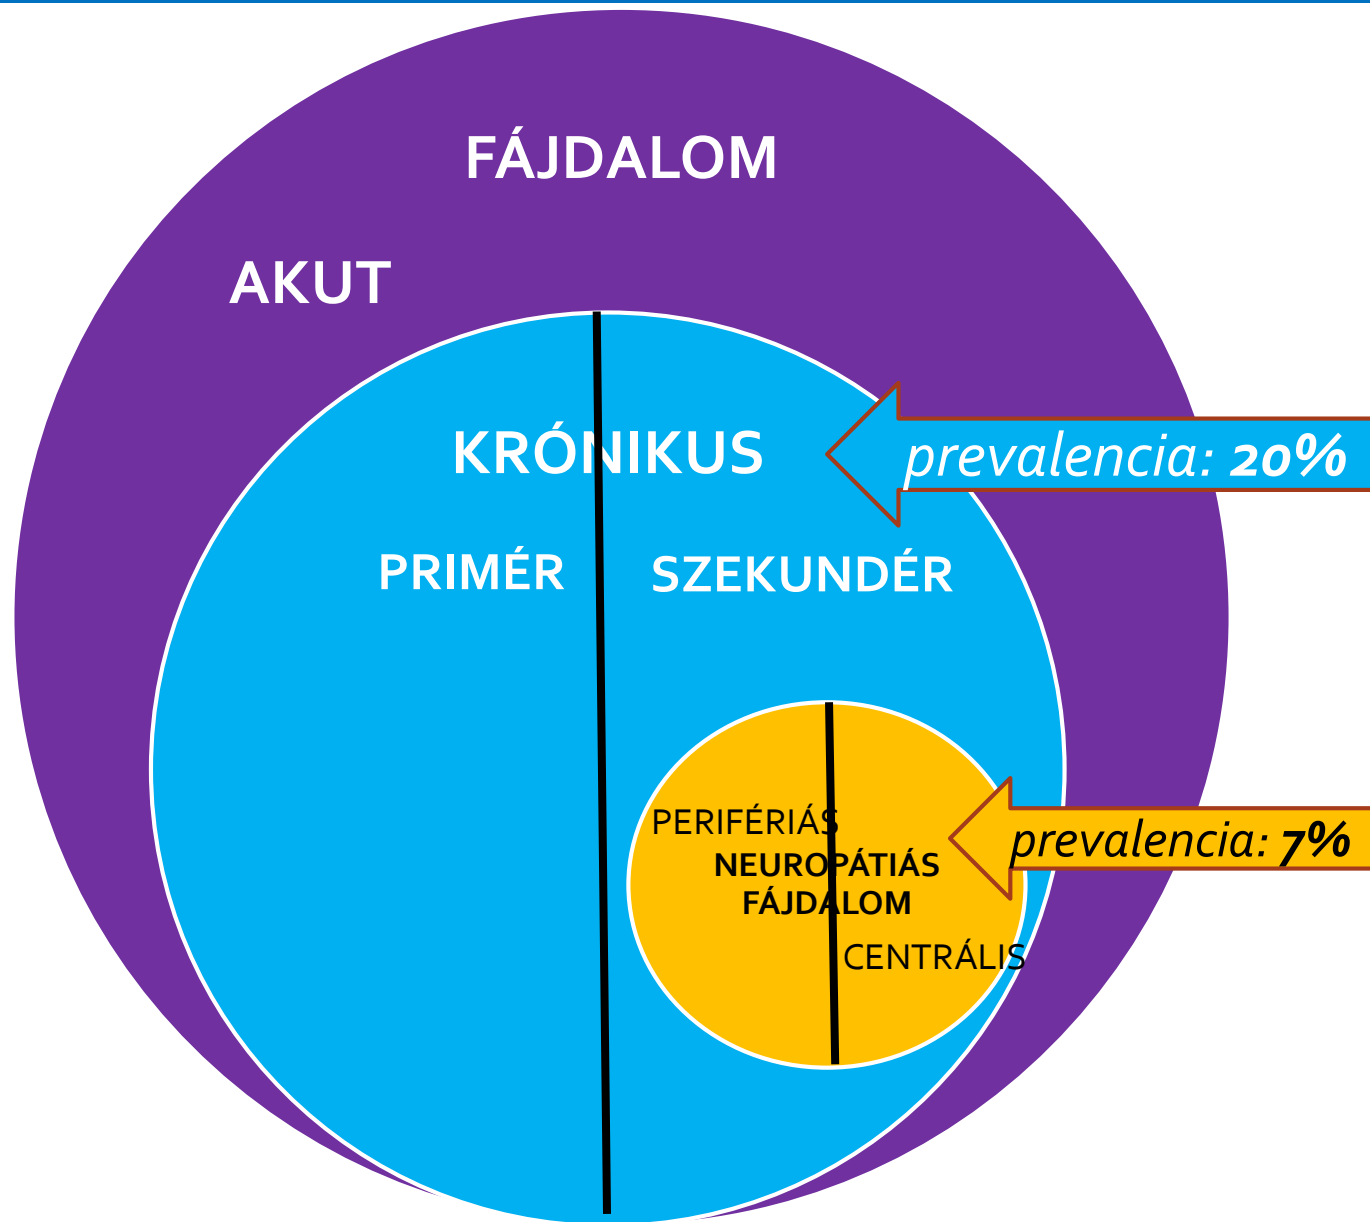 FÁJDALOM
AKUT
KRÓNIKUS
prevalencia: 20%
PRIMÉR
SZEKUNDÉR
PERIFÉRIÁS
prevalencia: 7%
NEUROPÁTIÁS
FÁJDALOM
CENTRÁLIS